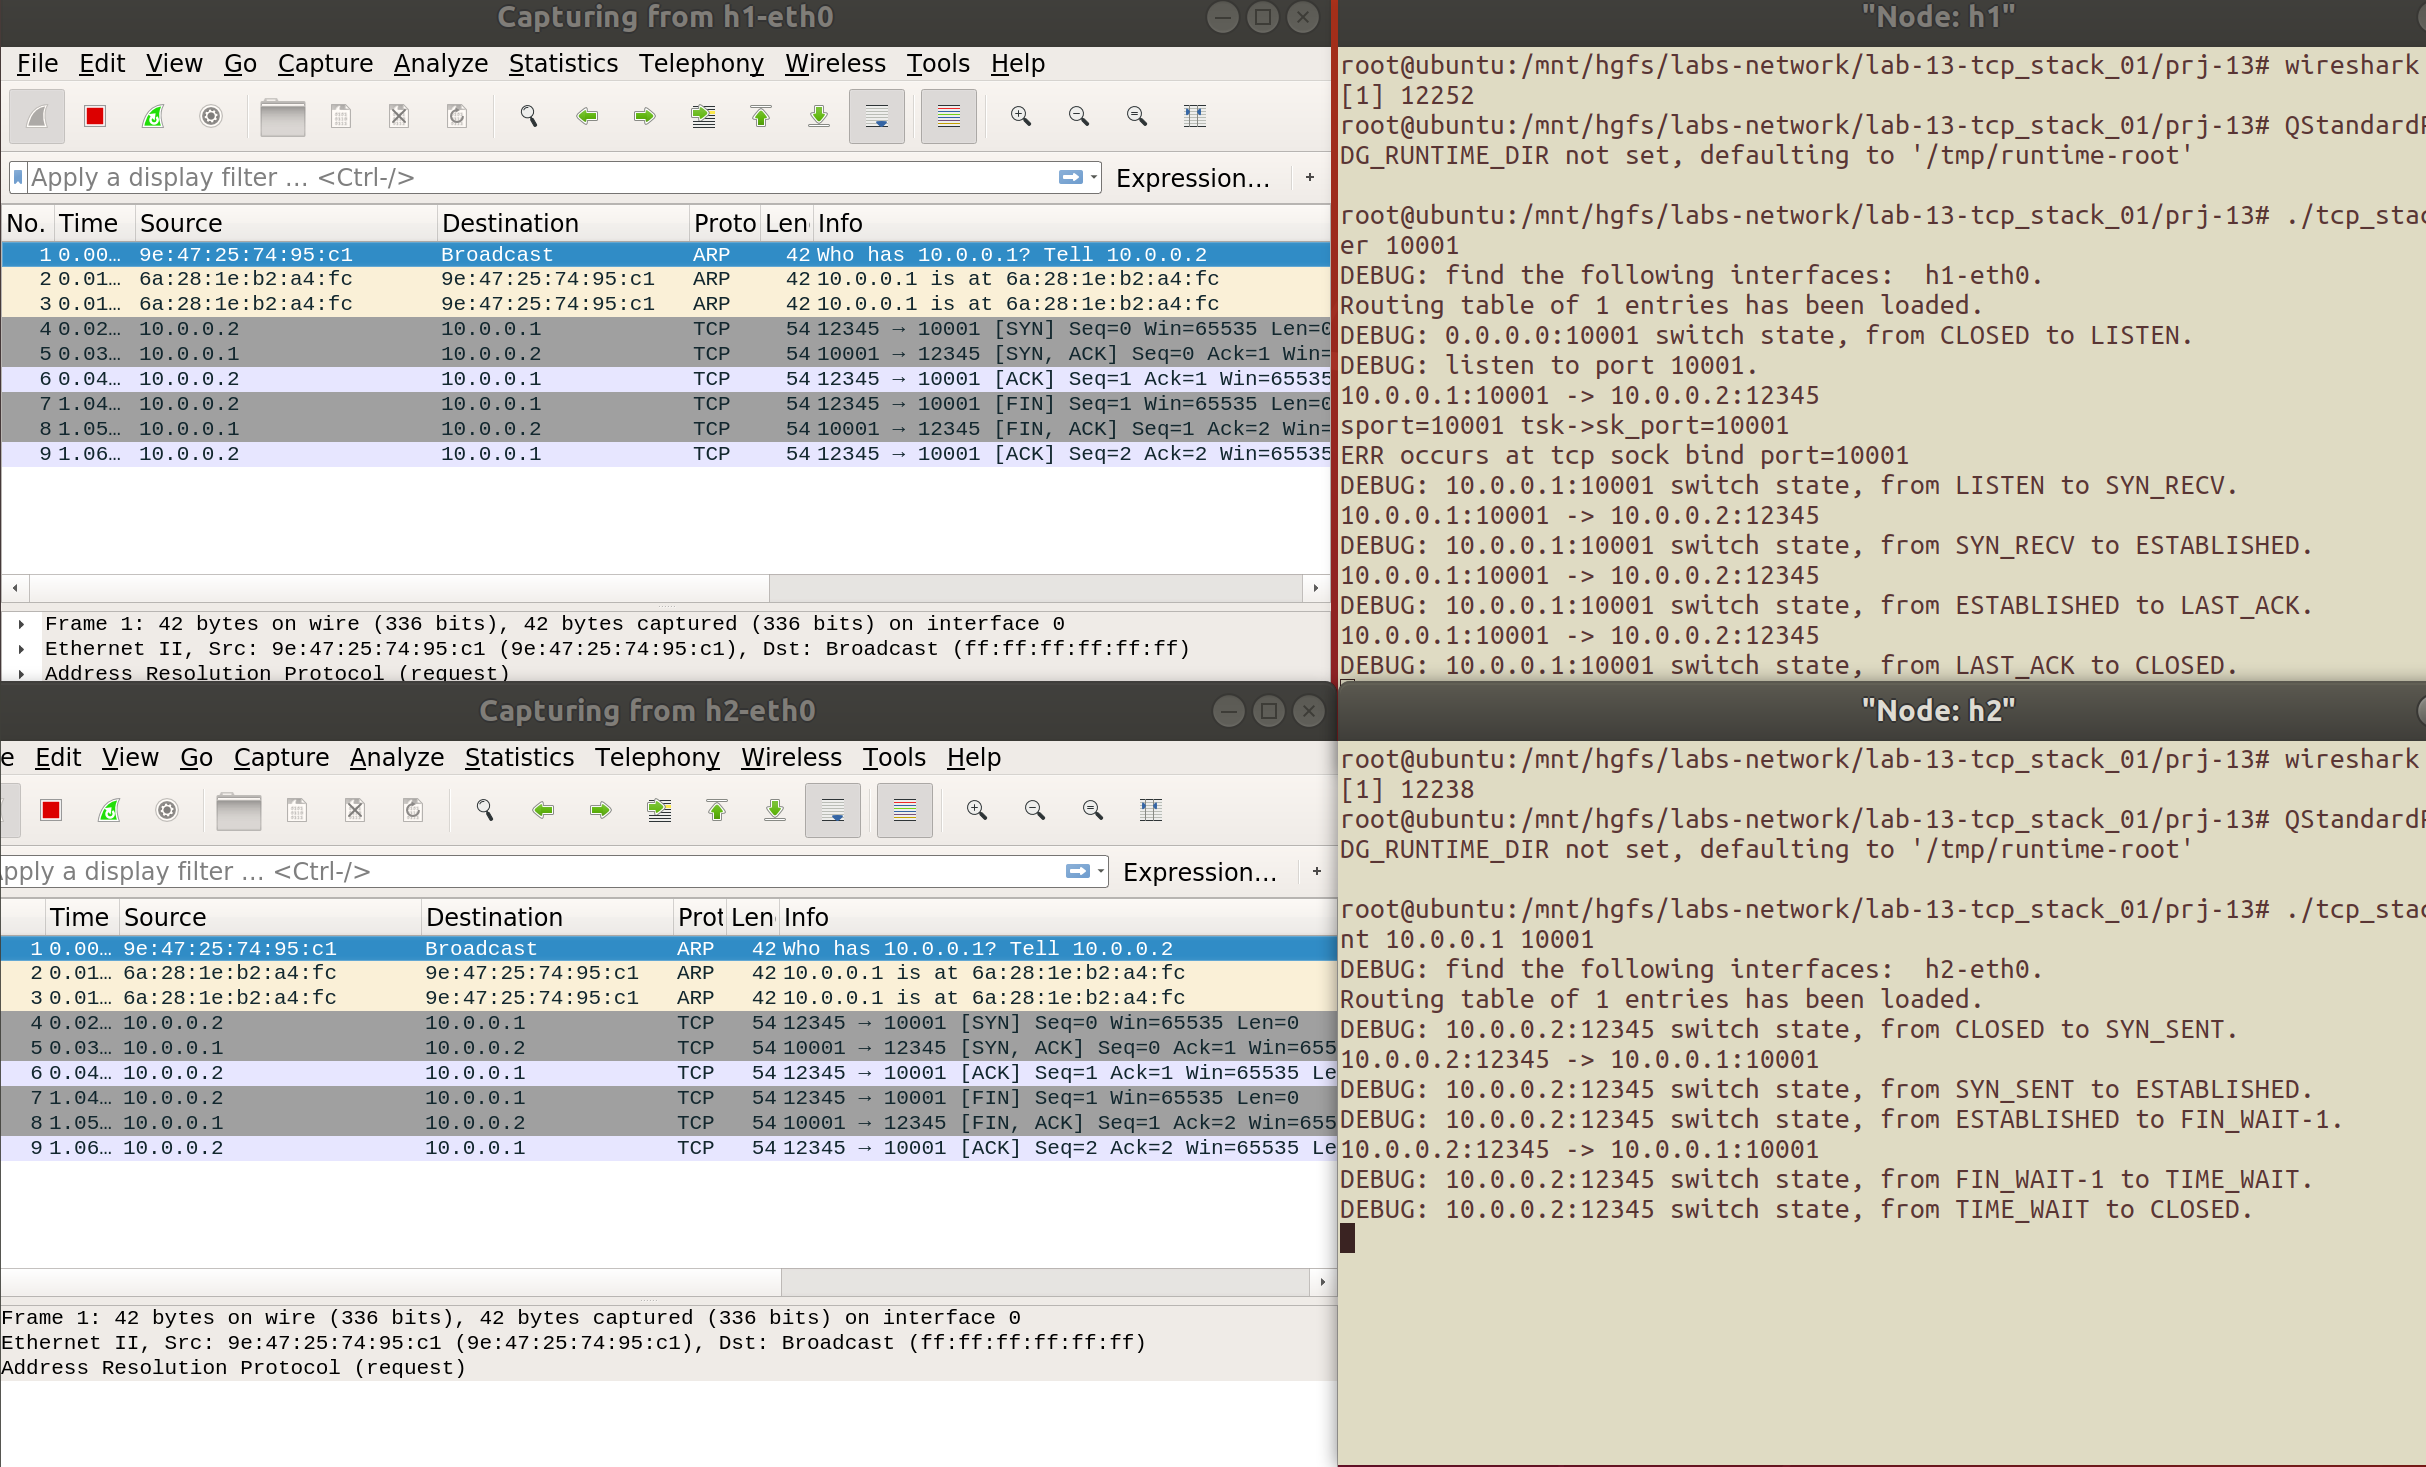 Capturing from h1-eth0
File Edit View Go Capture Analyze Statistics Telephony Wireless Tools Help
Apply a display filter … <Ctrl-/> Expression… +
No. Time Source Destination Proto Len Info
1 0.00… 9e:47:25:74:95:c1 Broadcast ARP 42 Who has 10.0.0.1? Tell 10.0.0.2
2 0.01… 6a:28:1e:b2:a4:fc 9e:47:25:74:95:c1 ARP 42 10.0.0.1 is at 6a:28:1e:b2:a4:fc
3 0.01… 6a:28:1e:b2:a4:fc 9e:47:25:74:95:c1 ARP 42 10.0.0.1 is at 6a:28:1e:b2:a4:fc
4 0.02… 10.0.0.2 10.0.0.1 TCP 54 12345 → 10001 [SYN] Seq=0 Win=65535 Len=0
5 0.03… 10.0.0.1 10.0.0.2 TCP 54 10001 → 12345 [SYN, ACK] Seq=0 Ack=1 Win=
6 0.04… 10.0.0.2 10.0.0.1 TCP 54 12345 → 10001 [ACK] Seq=1 Ack=1 Win=65535
7 1.04… 10.0.0.2 10.0.0.1 TCP 54 12345 → 10001 [FIN] Seq=1 Win=65535 Len=0
8 1.05… 10.0.0.1 10.0.0.2 TCP 54 10001 → 12345 [FIN, ACK] Seq=1 Ack=2 Win=
9 1.06… 10.0.0.2 10.0.0.1 TCP 54 12345 → 10001 [ACK] Seq=2 Ack=2 Win=65535
Frame 1: 42 bytes on wire (336 bits), 42 bytes captured (336 bits) on interface 0
Ethernet II, Src: 9e:47:25:74:95:c1 (9e:47:25:74:95:c1), Dst: Broadcast (ff:ff:ff:ff:ff:ff)
Address Resolution Protocol (request)
"Node: h1"
root@ubuntu:/mnt/hgfs/labs-network/lab-13-tcp_stack_01/prj-13# wireshark
[1] 12252
root@ubuntu:/mnt/hgfs/labs-network/lab-13-tcp_stack_01/prj-13# QStandardP
DG_RUNTIME_DIR not set, defaulting to '/tmp/runtime-root'
root@ubuntu:/mnt/hgfs/labs-network/lab-13-tcp_stack_01/prj-13# ./tcp_stac
er 10001
DEBUG: find the following interfaces:  h1-eth0.
Routing table of 1 entries has been loaded.
DEBUG: 0.0.0.0:10001 switch state, from CLOSED to LISTEN.
DEBUG: listen to port 10001.
10.0.0.1:10001 -> 10.0.0.2:12345
sport=10001 tsk->sk_port=10001
ERR occurs at tcp sock bind port=10001
DEBUG: 10.0.0.1:10001 switch state, from LISTEN to SYN_RECV.
10.0.0.1:10001 -> 10.0.0.2:12345
DEBUG: 10.0.0.1:10001 switch state, from SYN_RECV to ESTABLISHED.
10.0.0.1:10001 -> 10.0.0.2:12345
DEBUG: 10.0.0.1:10001 switch state, from ESTABLISHED to LAST_ACK.
10.0.0.1:10001 -> 10.0.0.2:12345
DEBUG: 10.0.0.1:10001 switch state, from LAST_ACK to CLOSED.
Capturing from h2-eth0
e Edit View Go Capture Analyze Statistics Telephony Wireless Tools Help
pply a display filter … <Ctrl-/> Expression… +
Time Source Destination Prot Len Info
1 0.00… 9e:47:25:74:95:c1 Broadcast ARP 42 Who has 10.0.0.1? Tell 10.0.0.2
2 0.01… 6a:28:1e:b2:a4:fc 9e:47:25:74:95:c1 ARP 42 10.0.0.1 is at 6a:28:1e:b2:a4:fc
3 0.01… 6a:28:1e:b2:a4:fc 9e:47:25:74:95:c1 ARP 42 10.0.0.1 is at 6a:28:1e:b2:a4:fc
4 0.02… 10.0.0.2 10.0.0.1 TCP 54 12345 → 10001 [SYN] Seq=0 Win=65535 Len=0
5 0.03… 10.0.0.1 10.0.0.2 TCP 54 10001 → 12345 [SYN, ACK] Seq=0 Ack=1 Win=655
6 0.04… 10.0.0.2 10.0.0.1 TCP 54 12345 → 10001 [ACK] Seq=1 Ack=1 Win=65535 Le
7 1.04… 10.0.0.2 10.0.0.1 TCP 54 12345 → 10001 [FIN] Seq=1 Win=65535 Len=0
8 1.05… 10.0.0.1 10.0.0.2 TCP 54 10001 → 12345 [FIN, ACK] Seq=1 Ack=2 Win=655
9 1.06… 10.0.0.2 10.0.0.1 TCP 54 12345 → 10001 [ACK] Seq=2 Ack=2 Win=65535 Le
Frame 1: 42 bytes on wire (336 bits), 42 bytes captured (336 bits) on interface 0
Ethernet II, Src: 9e:47:25:74:95:c1 (9e:47:25:74:95:c1), Dst: Broadcast (ff:ff:ff:ff:ff:ff)
Address Resolution Protocol (request)
"Node: h2"
root@ubuntu:/mnt/hgfs/labs-network/lab-13-tcp_stack_01/prj-13# wireshark
[1] 12238
root@ubuntu:/mnt/hgfs/labs-network/lab-13-tcp_stack_01/prj-13# QStandardP
DG_RUNTIME_DIR not set, defaulting to '/tmp/runtime-root'
root@ubuntu:/mnt/hgfs/labs-network/lab-13-tcp_stack_01/prj-13# ./tcp_stac
nt 10.0.0.1 10001
DEBUG: find the following interfaces:  h2-eth0.
Routing table of 1 entries has been loaded.
DEBUG: 10.0.0.2:12345 switch state, from CLOSED to SYN_SENT.
10.0.0.2:12345 -> 10.0.0.1:10001
DEBUG: 10.0.0.2:12345 switch state, from SYN_SENT to ESTABLISHED.
DEBUG: 10.0.0.2:12345 switch state, from ESTABLISHED to FIN_WAIT-1.
10.0.0.2:12345 -> 10.0.0.1:10001
DEBUG: 10.0.0.2:12345 switch state, from FIN_WAIT-1 to TIME_WAIT.
DEBUG: 10.0.0.2:12345 switch state, from TIME_WAIT to CLOSED.